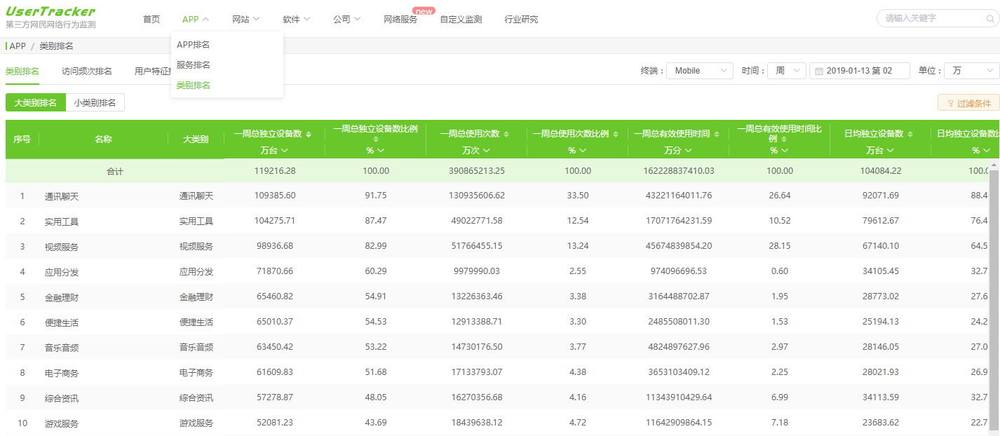 UserTracker
第三方网民网络行为监测
首页 APP 网站 软件 公司 网络服务 new 自定义监测 行业研究
请输入关键字
APP / 类别排名
APP排名
服务排名
类别排名
类别排名 访问频次排名 用户特征
终端： Mobile 时间： 周 2019-01-13 第 02 单位： 万
大类别排名 小类别排名
过滤条件
序号 名称 大类别 一周总独立设备数 万台 一周总独立设备数比例 % 一周总使用次数 万次 一周总使用次数比例 % 一周总有效使用时间 万分 一周总有效使用时间比例 % 日均独立设备数 万台 日均独立设备数 %
合计 119216.28 100.00 390865213.25 100.00 162228837410.03 100.00 104084.22 100.0
1 通讯聊天 通讯聊天 109385.60 91.75 130935606.62 33.50 43221164011.76 26.64 92071.69 88.4
2 实用工具 实用工具 104275.71 87.47 49022771.58 12.54 17071764231.59 10.52 79612.67 76.4
3 视频服务 视频服务 98936.68 82.99 51766455.15 13.24 45674839854.20 28.15 67140.10 64.5
4 应用分发 应用分发 71870.66 60.29 9979990.03 2.55 974096696.53 0.60 34105.45 32.7
5 金融理财 金融理财 65460.82 54.91 13226363.46 3.38 3164488702.87 1.95 28773.02 27.6
6 便捷生活 便捷生活 65010.37 54.53 12913388.71 3.30 2485508011.30 1.53 25194.13 24.2
7 音乐音频 音乐音频 63450.42 53.22 14730176.50 3.77 4824897627.96 2.97 28146.05 27.0
8 电子商务 电子商务 61609.83 51.68 17133793.07 4.38 3653103409.12 2.25 28021.93 26.9
9 综合资讯 综合资讯 57278.87 48.05 16270356.68 4.16 11343910429.64 6.99 34113.59 32.7
10 游戏服务 游戏服务 52081.23 43.69 18439638.12 4.72 11642909864.15 7.18 23683.62 22.7